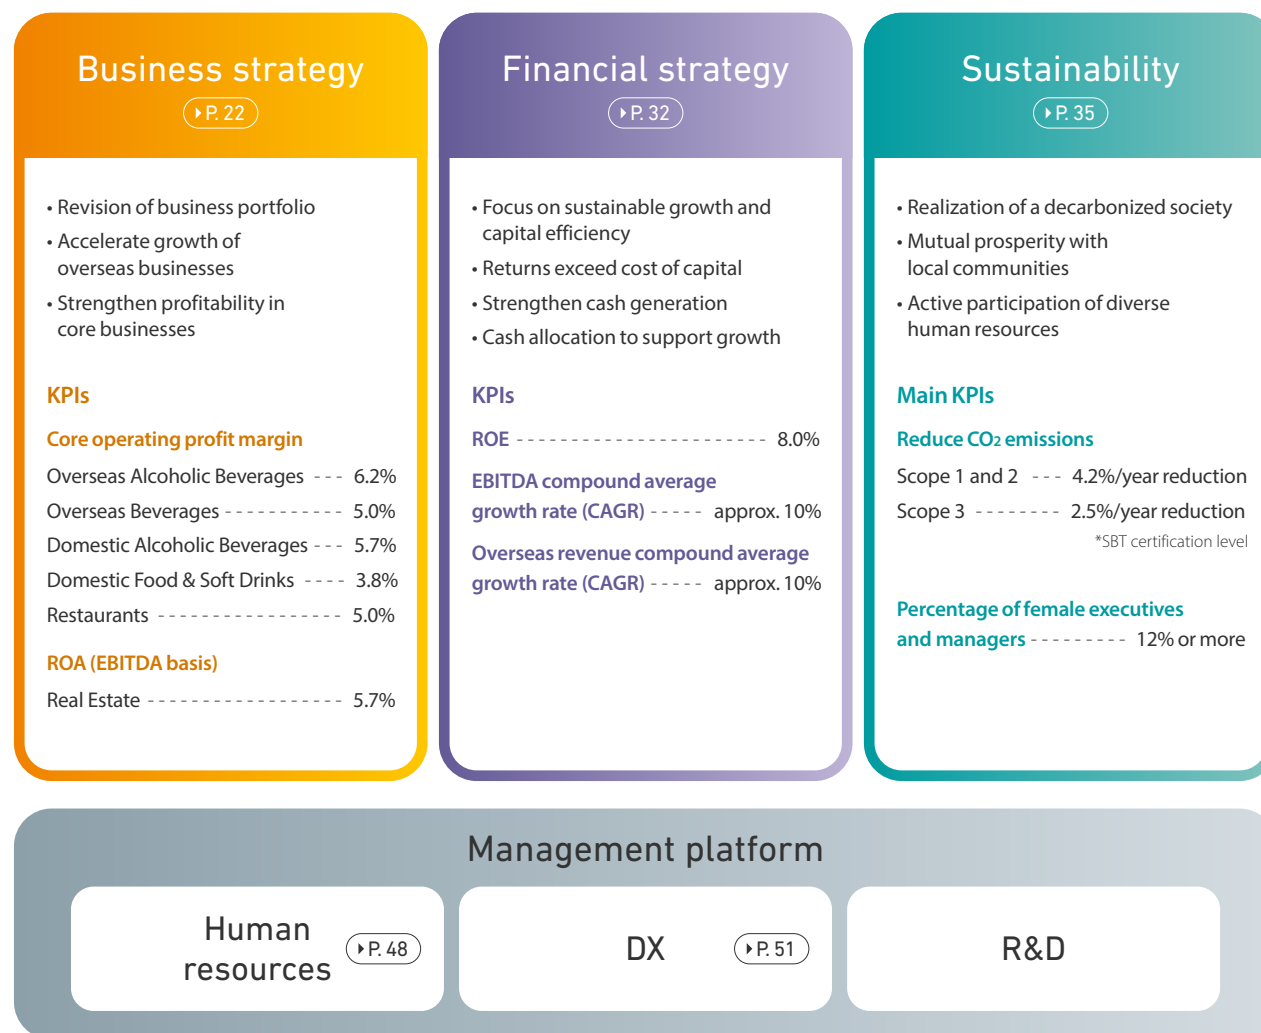 Business strategy
P. 22
• Revision of business portfolio
• Accelerate growth of
overseas businesses
• Strengthen profitability in
core businesses
KPIs
Core operating profit margin
Overseas Alcoholic Beverages --- 6.2%
Overseas Beverages ----------- 5.0%
Domestic Alcoholic Beverages --- 5.7%
Domestic Food & Soft Drinks ---- 3.8%
Restaurants ----------------- 5.0%
ROA (EBITDA basis)
Real Estate ------------------ 5.7%
Financial strategy
P. 32
• Focus on sustainable growth and
capital efficiency
• Returns exceed cost of capital
• Strengthen cash generation
• Cash allocation to support growth
KPIs
ROE ----------------------- 8.0%
EBITDA compound average
growth rate (CAGR) ----- approx. 10%
Overseas revenue compound average
growth rate (CAGR) ----- approx. 10%
Sustainability
P. 35
• Realization of a decarbonized society
• Mutual prosperity with
local communities
• Active participation of diverse
human resources
Main KPIs
Reduce CO2 emissions
Scope 1 and 2 --- 4.2%/year reduction
Scope 3 -------- 2.5%/year reduction
*SBT certification level
Percentage of female executives
and managers --------- 12% or more
Management platform
Human
resources
P. 48
DX
P. 51
R&D